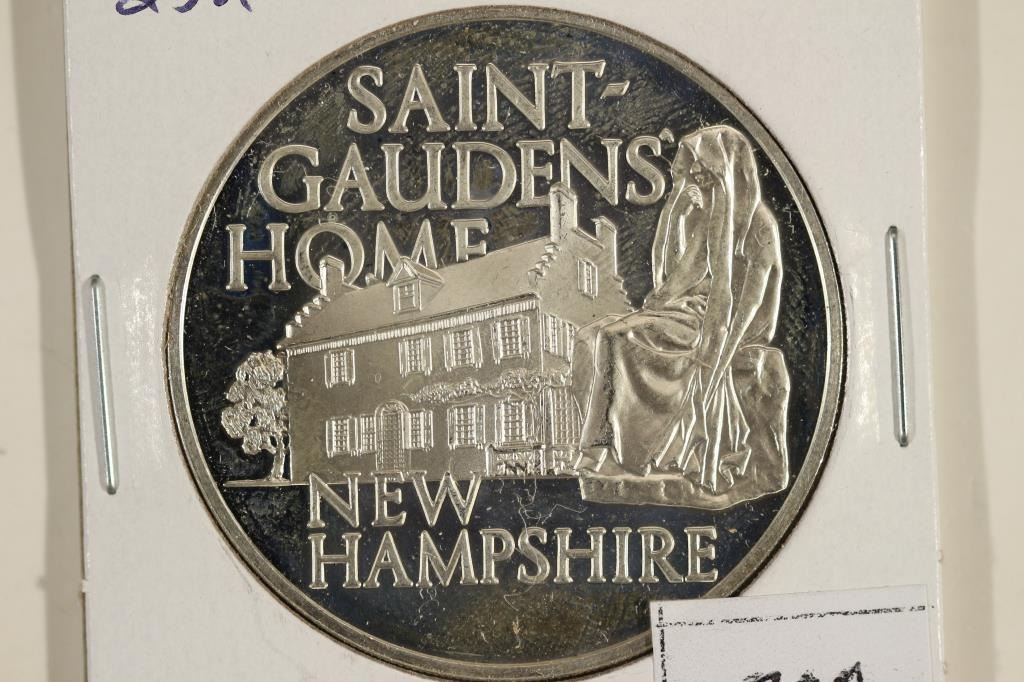 SAINT-
GAUDENS'
HOME
NEW
HAMPSHIRE